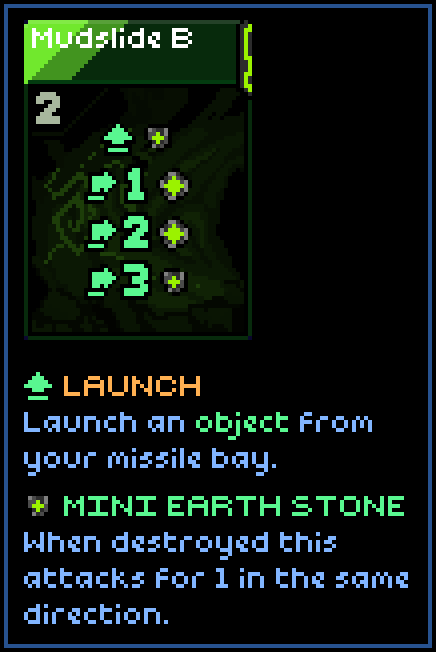 Mudslide B
2
1
2
3
LAUNCH
Launch an object from
your missile bay.
MINI EARTH STONE
When destroyed this
attacks for 1 in the same
direction.